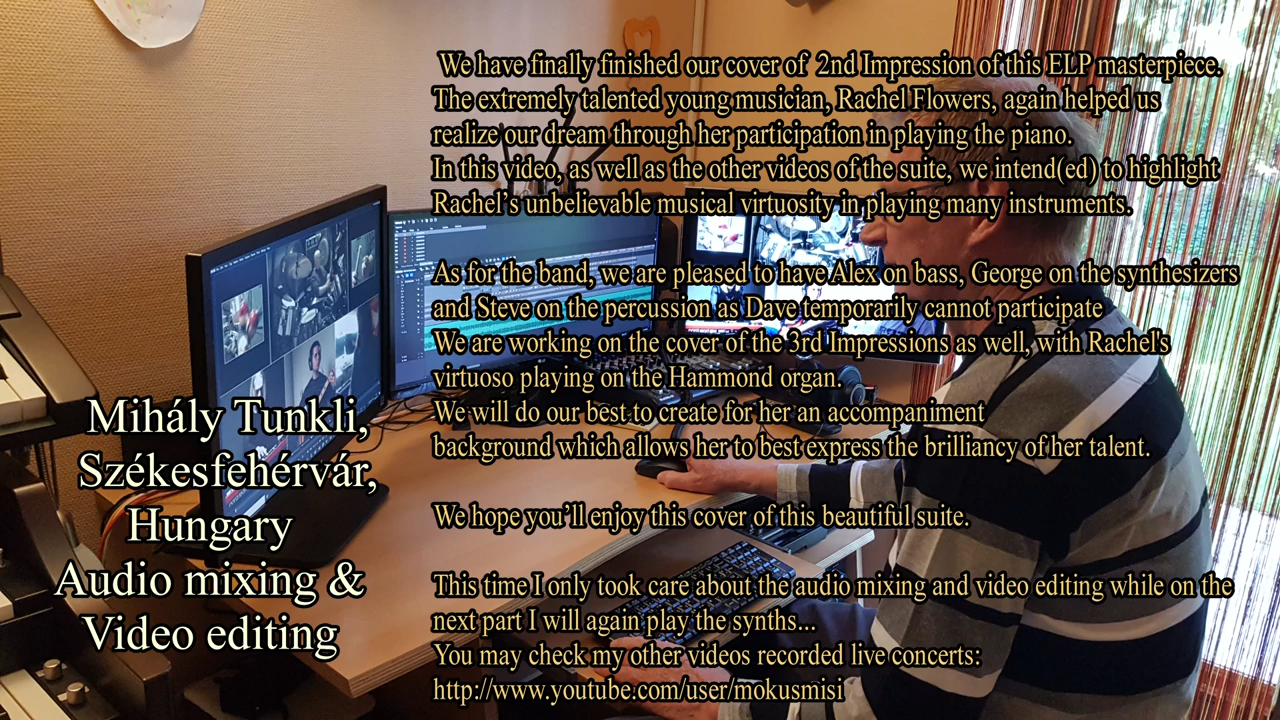 We have finally finished our cover of 2nd Impression of this ELP masterpiece.
The extremely talented young musician, Rachel Flowers, again helped us
realize our dream through her participation in playing the piano.
In this video, as well as the other videos of the suite, we intend(ed) to highlight
Rachel’s unbelievable musical virtuosity in playing many instruments.
As for the band, we are pleased to have Alex on bass, George on the synthesizers
and Steve on the percussion as Dave temporarily cannot participate
We are working on the cover of the 3rd Impressions as well, with Rachel's
virtuoso playing on the Hammond organ.
We will do our best to create for her an accompaniment
background which allows her to best express the brilliancy of her talent.
We hope you’ll enjoy this cover of this beautiful suite.
This time I only took care about the audio mixing and video editing while on the
next part I will again play the synths...
You may check my other videos recorded live concerts:
http://www.youtube.com/user/mokusmisi
Mihály Tunkli,
Székesfehérvár,
Hungary
Audio mixing &
Video editing